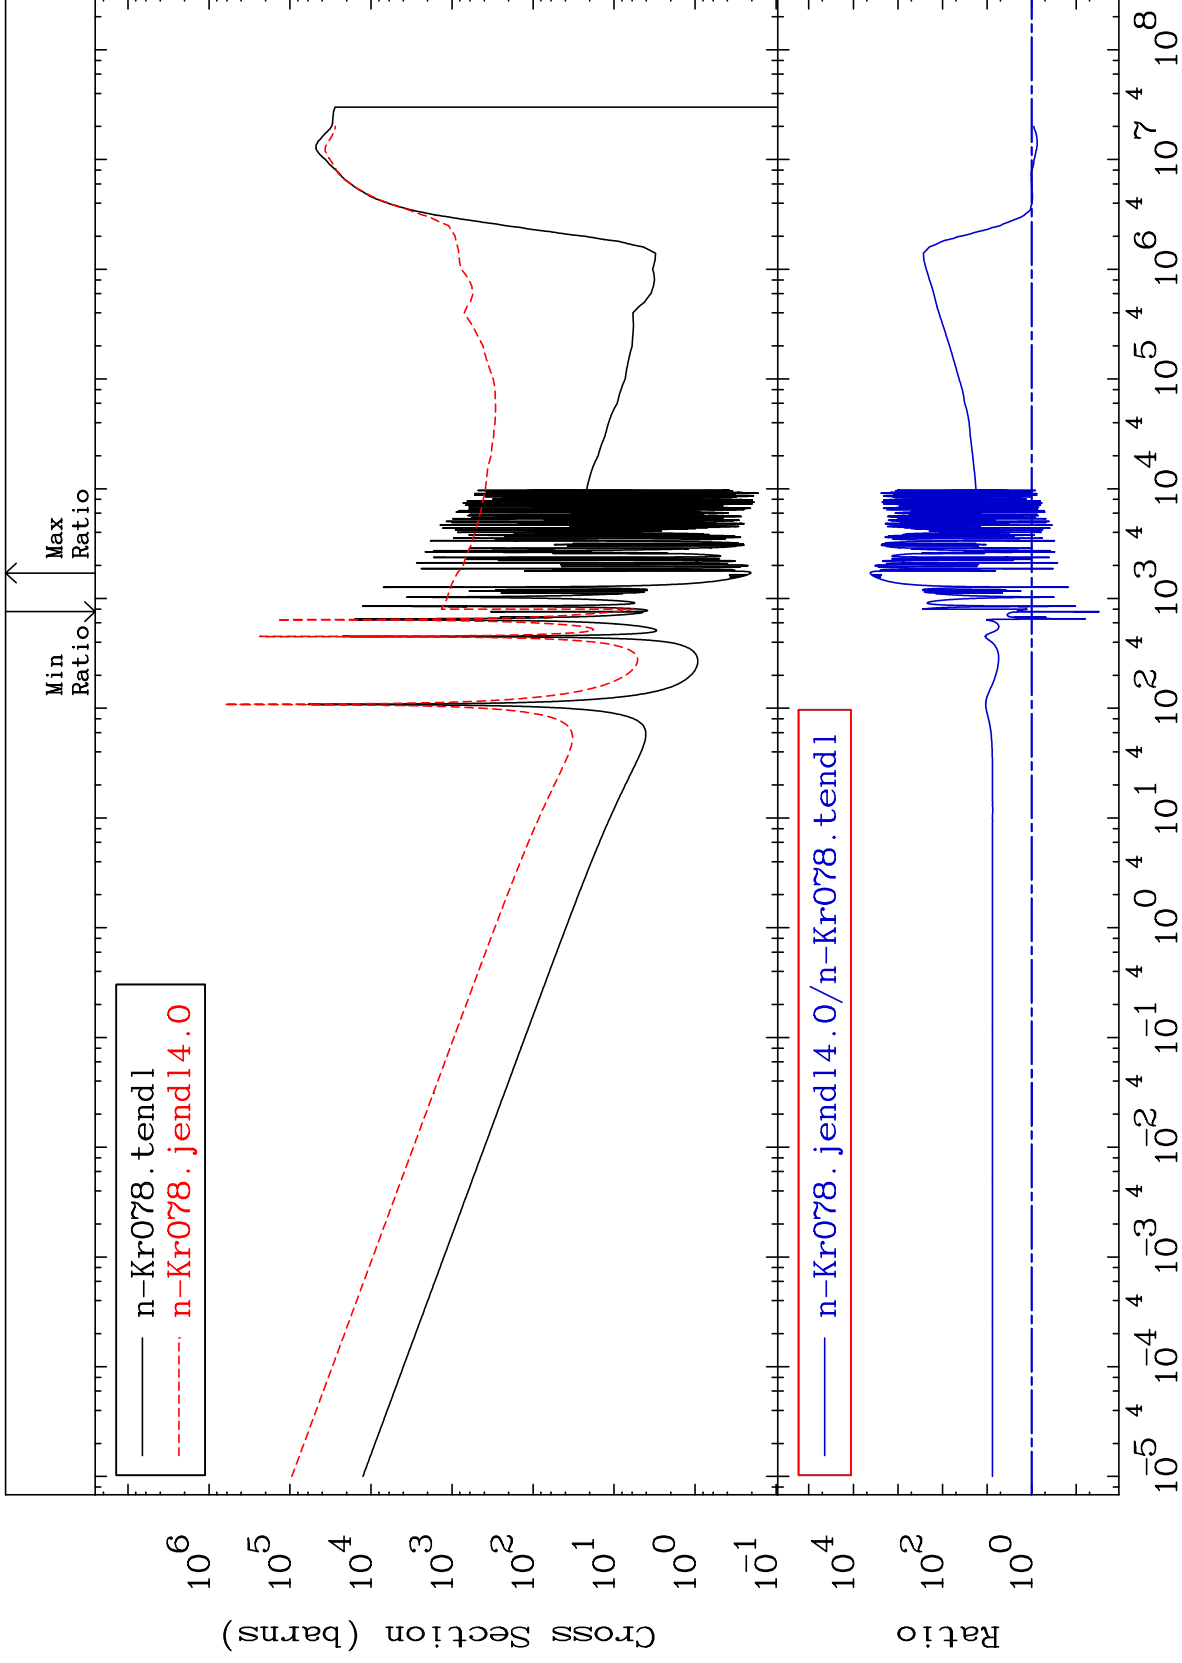 Min
Ratio
Max
Ratio
n-Kr078.tendl
n-Kr078.jendl4.0
Cross Section (barns)
10^6
10^5
10^4
10^3
10^2
10^1
10^0
10^-1
n-Kr078.jendl4.0/n-Kr078.tendl
Ratio
10^4
10^2
10^0
10^-5 4 10^-4 4 10^-3 4 10^-2 4 10^-1 4 10^0 4 10^1 4 10^2 4 10^3 4 10^4 4 10^5 4 10^6 4 10^7 4 10^8